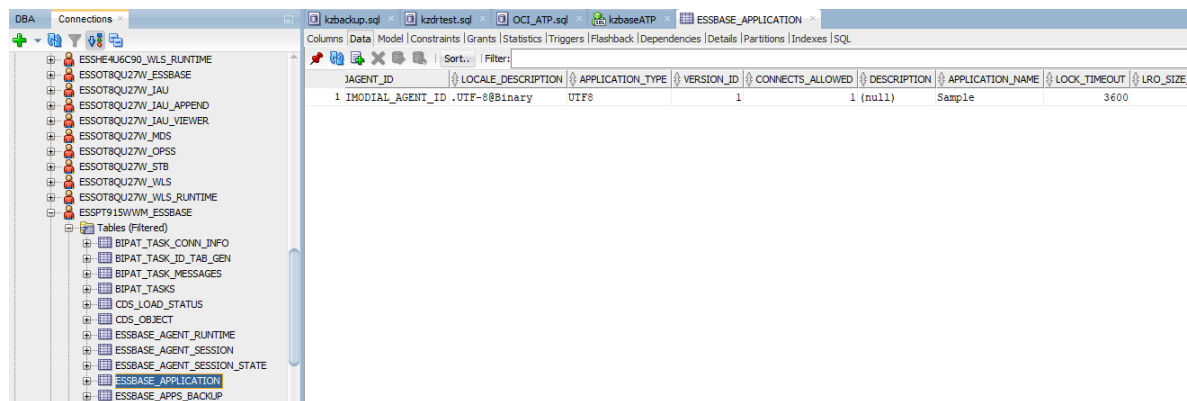 DBA Connections
kzbackup.sql kzdrtest.sql OCI_ATP.sql kzbaseATP ESSBASE_APPLICATION
Columns Data Model Constraints Grants Statistics Triggers Flashback Dependencies Details Partitions Indexes SQL
Sort.. Filter:
JAGENT_ID LOCALE_DESCRIPTION APPLICATION_TYPE VERSION_ID CONNECTS_ALLOWED DESCRIPTION APPLICATION_NAME LOCK_TIMEOUT LRO_SIZE_
1 IMODIAL_AGENT_ID .UTF-8@Binary UTF8 1 1 (null) Sample 3600
ESSHE4U6C90_WLS_RUNTIME
ESSOT8QU27W_ESSBASE
ESSOT8QU27W_IAU
ESSOT8QU27W_IAU_APPEND
ESSOT8QU27W_IAU_VIEWER
ESSOT8QU27W_MDS
ESSOT8QU27W_OPSS
ESSOT8QU27W_STB
ESSOT8QU27W_WLS
ESSOT8QU27W_WLS_RUNTIME
ESSPT915WWM_ESSBASE
Tables (Filtered)
BIPAT_TASK_CONN_INFO
BIPAT_TASK_ID_TAB_GEN
BIPAT_TASK_MESSAGES
BIPAT_TASKS
CDS_LOAD_STATUS
CDS_OBJECT
ESSBASE_AGENT_RUNTIME
ESSBASE_AGENT_SESSION
ESSBASE_AGENT_SESSION_STATE
ESSBASE_APPLICATION
ESSBASE_APPS_BACKUP